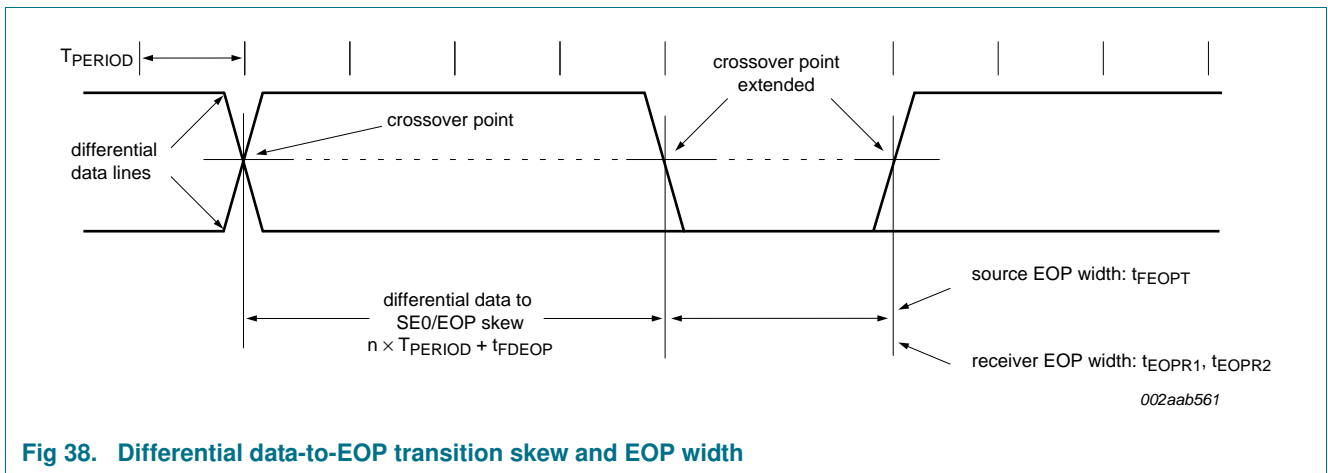 TPERIOD
crossover point
extended
crossover point
differential
data lines
differential data to
SE0/EOP skew
n × TPERIOD + tFDEOP
source EOP width: tFEOPT
receiver EOP width: tEOPR1, tEOPR2
002aab561
Fig 38. Differential data-to-EOP transition skew and EOP width